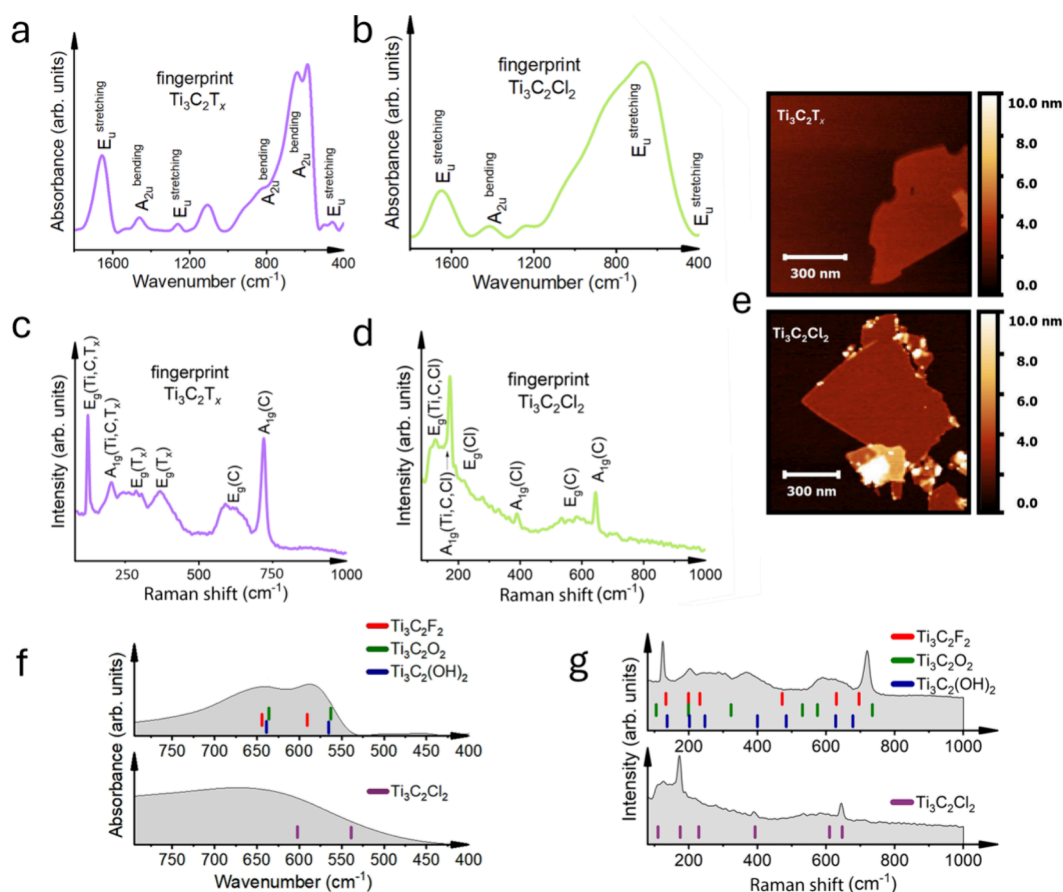 a
Absorbance (arb. units)
fingerprint
Ti₃C₂Tₓ
Eᵤ stretching
A₂ᵤ bending
Eᵤ stretching
A₂ᵤ bending
A₂ᵤ bending
Eᵤ stretching
1600 1200 800 400
Wavenumber (cm⁻¹)
b
Absorbance (arb. units)
fingerprint
Ti₃C₂Cl₂
Eᵤ stretching
A₂ᵤ bending
Eᵤ stretching
Eᵤ stretching
1600 1200 800 400
Wavenumber (cm⁻¹)
c
Intensity (arb. units)
fingerprint
Ti₃C₂Tₓ
E_g(Ti,C,Tₓ)
A₁g(Ti,C,Tₓ)
E_g(Tₓ)
E_g(Tₓ)
E_g(C)
A₁g(C)
250 500 750 1000
Raman shift (cm⁻¹)
d
Intensity (arb. units)
fingerprint
Ti₃C₂Cl₂
E_g(Ti,C,Cl)
A₁g(Ti,C,Cl)
E_g(Cl)
A₁g(Cl)
E_g(C)
A₁g(C)
200 400 600 800 1000
Raman shift (cm⁻¹)
e
Ti₃C₂Tₓ
300 nm
10.0 nm
8.0
6.0
4.0
2.0
0.0
Ti₃C₂Cl₂
300 nm
10.0 nm
8.0
6.0
4.0
2.0
0.0
f
Absorbance (arb. units)
Ti₃C₂F₂
Ti₃C₂O₂
Ti₃C₂(OH)₂
750 700 650 600 550 500 450 400
Ti₃C₂Cl₂
750 700 650 600 550 500 450 400
Wavenumber (cm⁻¹)
g
Intensity (arb. units)
Ti₃C₂F₂
Ti₃C₂O₂
Ti₃C₂(OH)₂
200 400 600 800 1000
Ti₃C₂Cl₂
200 400 600 800 1000
Raman shift (cm⁻¹)